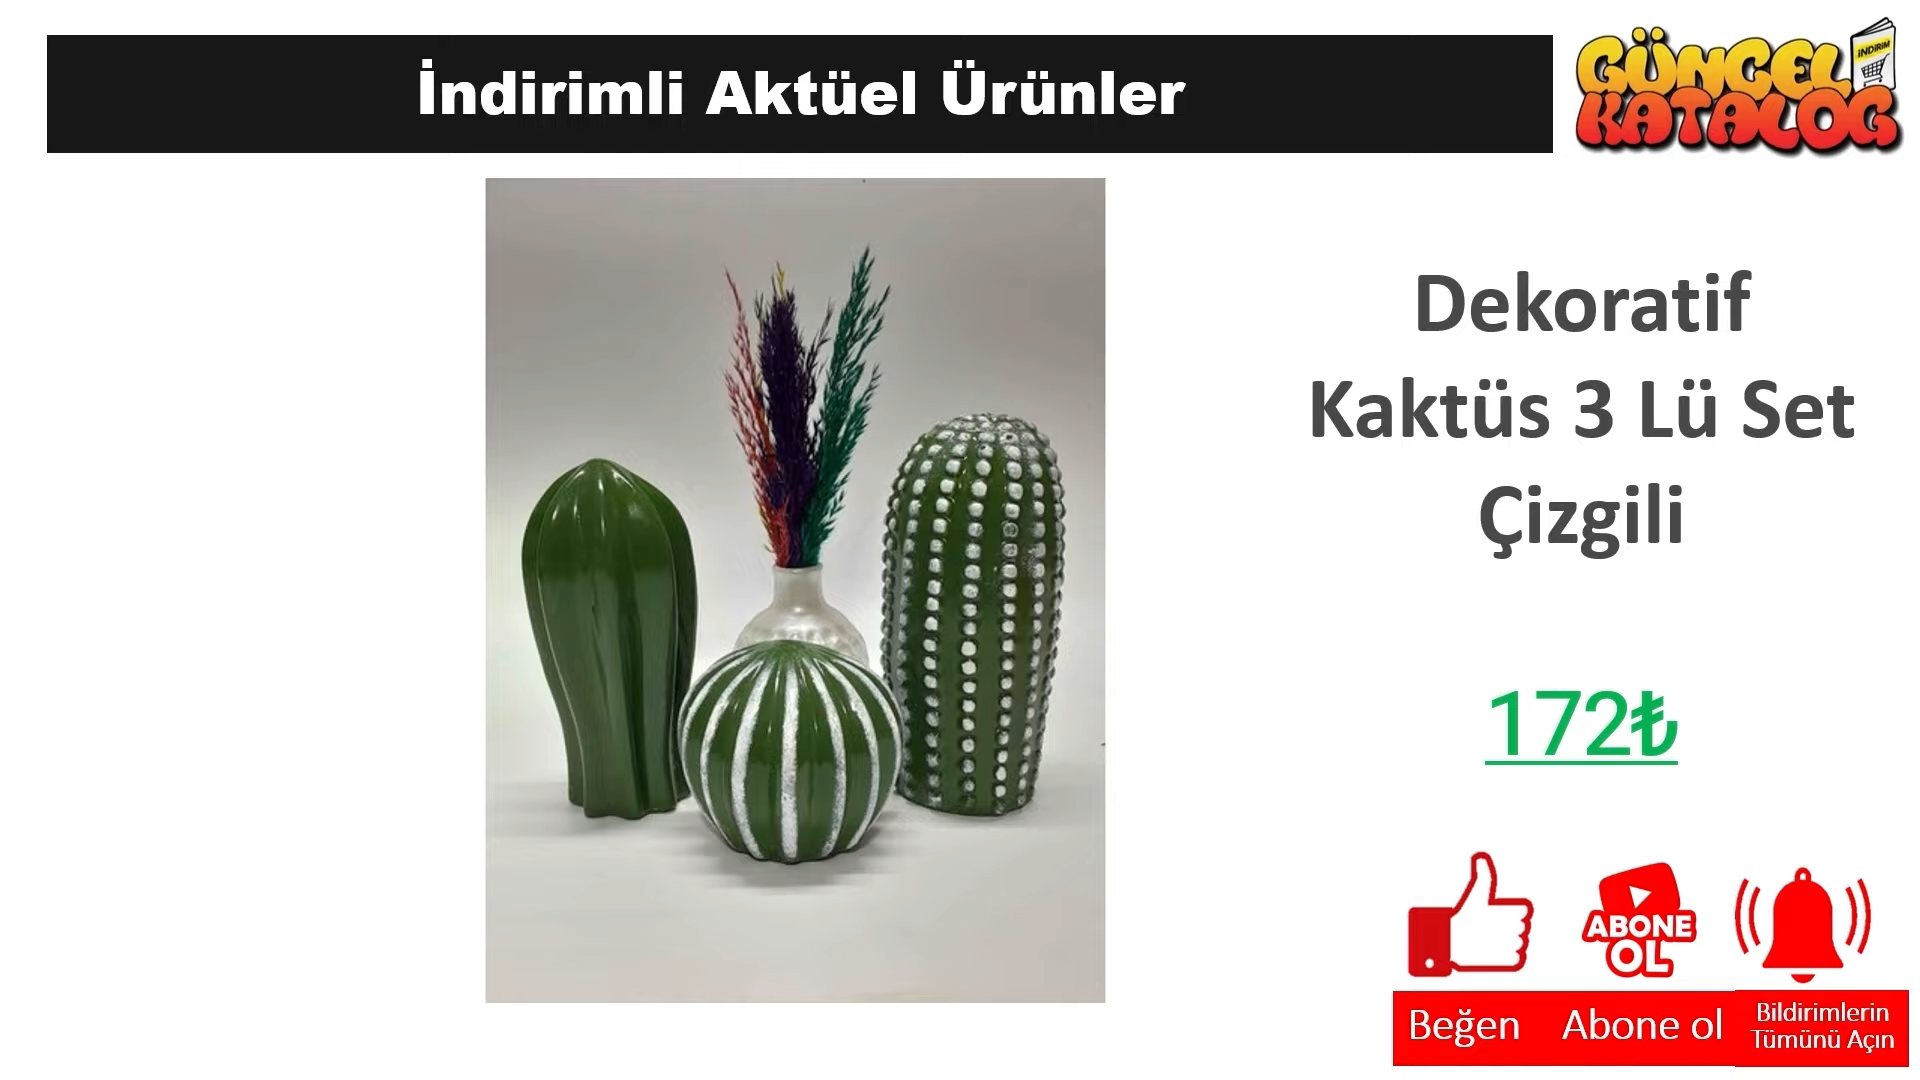 İndirimli Aktüel Ürünler
GÜNCEL
KATALOG
İNDİRİM
Dekoratif
Kaktüs 3 Lü Set
Çizgili
172₺
ABONE
OL
Beğen
Abone ol
Bildirimlerin
Tümünü Açın